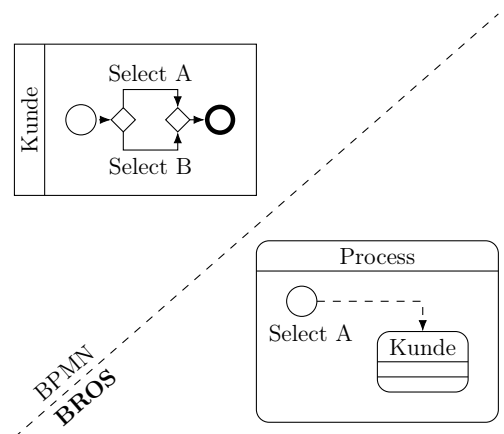 Select A
Kunde
Select B
Process
Select A
Kunde
BPMN
BROS